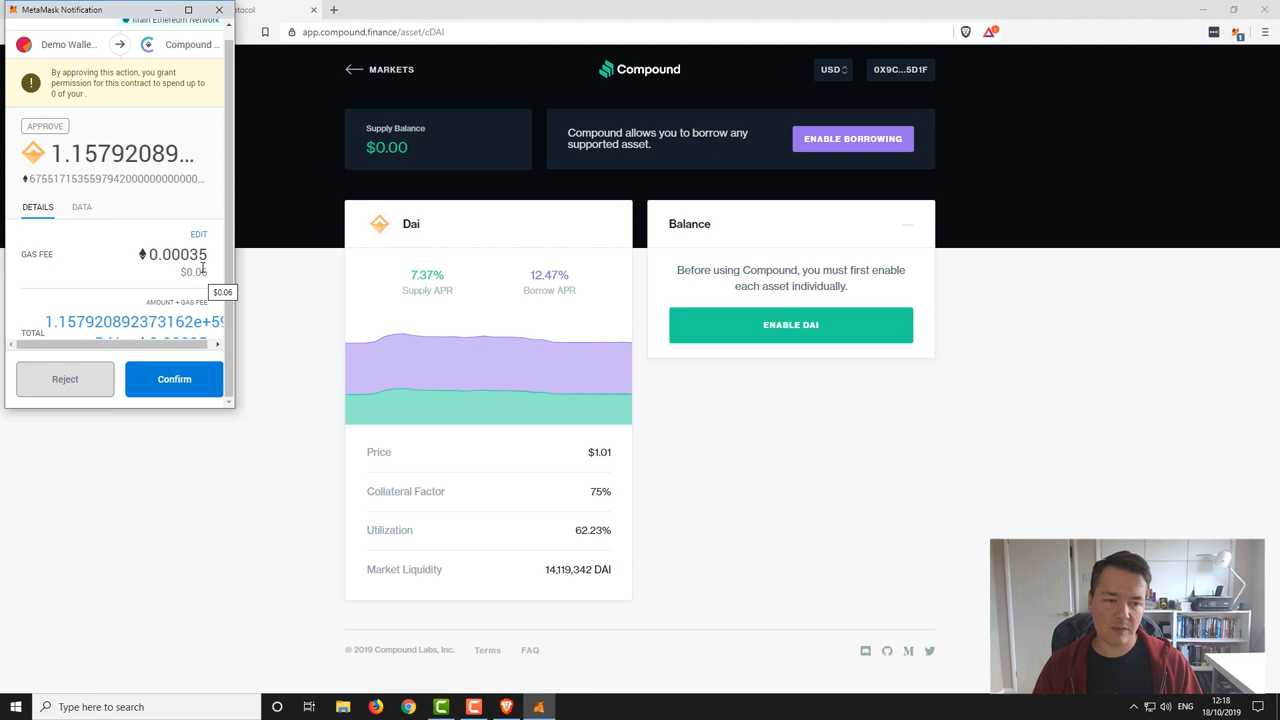 MetaMask Notification
Main Ethereum Network
Demo Walle...
Compound ...
By approving this action, you grant
permission for this contract to spend up to
0 of your .
APPROVE
1.15792089...
DETAILS
DATA
EDIT
GAS FEE
0.00035
AMOUNT + GAS FEE
1.157920892373162e+59
TOTAL
Reject
Confirm
$0.06
otocol
app.compound.finance/asset/cDAI
MARKETS
Compound
USD
0X9C...5D1F
Supply Balance
$0.00
Compound allows you to borrow any
supported asset.
ENABLE BORROWING
Dai
7.37%
12.47%
Supply APR
Borrow APR
Price
$1.01
Collateral Factor
75%
Utilization
62.23%
Market Liquidity
14,119,342 DAI
Balance
Before using Compound, you must first enable
each asset individually.
ENABLE DAI
© 2019 Compound Labs, Inc.
Terms
FAQ
Type here to search
ENG
12:18
18/10/2019